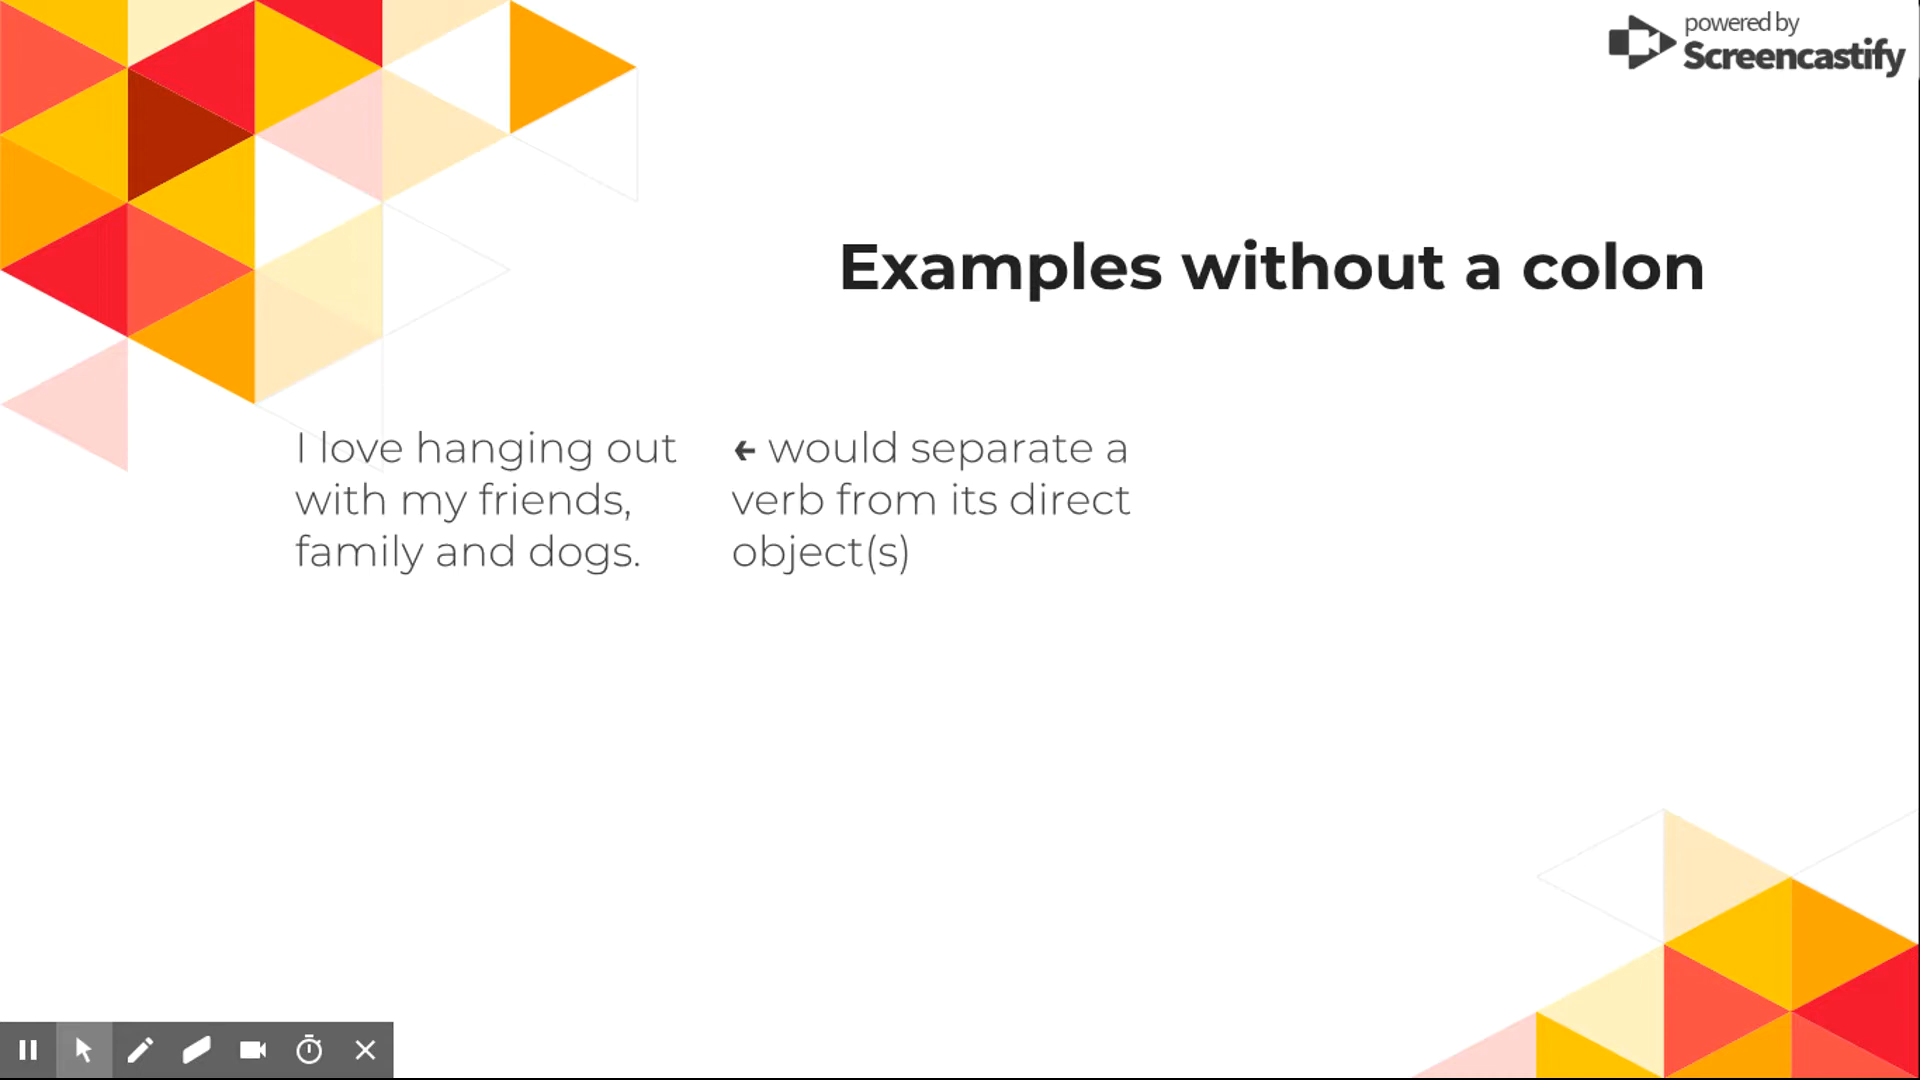 powered by
Screencastify
Examples without a colon
I love hanging out
with my friends,
family and dogs.
← would separate a
verb from its direct
object(s)